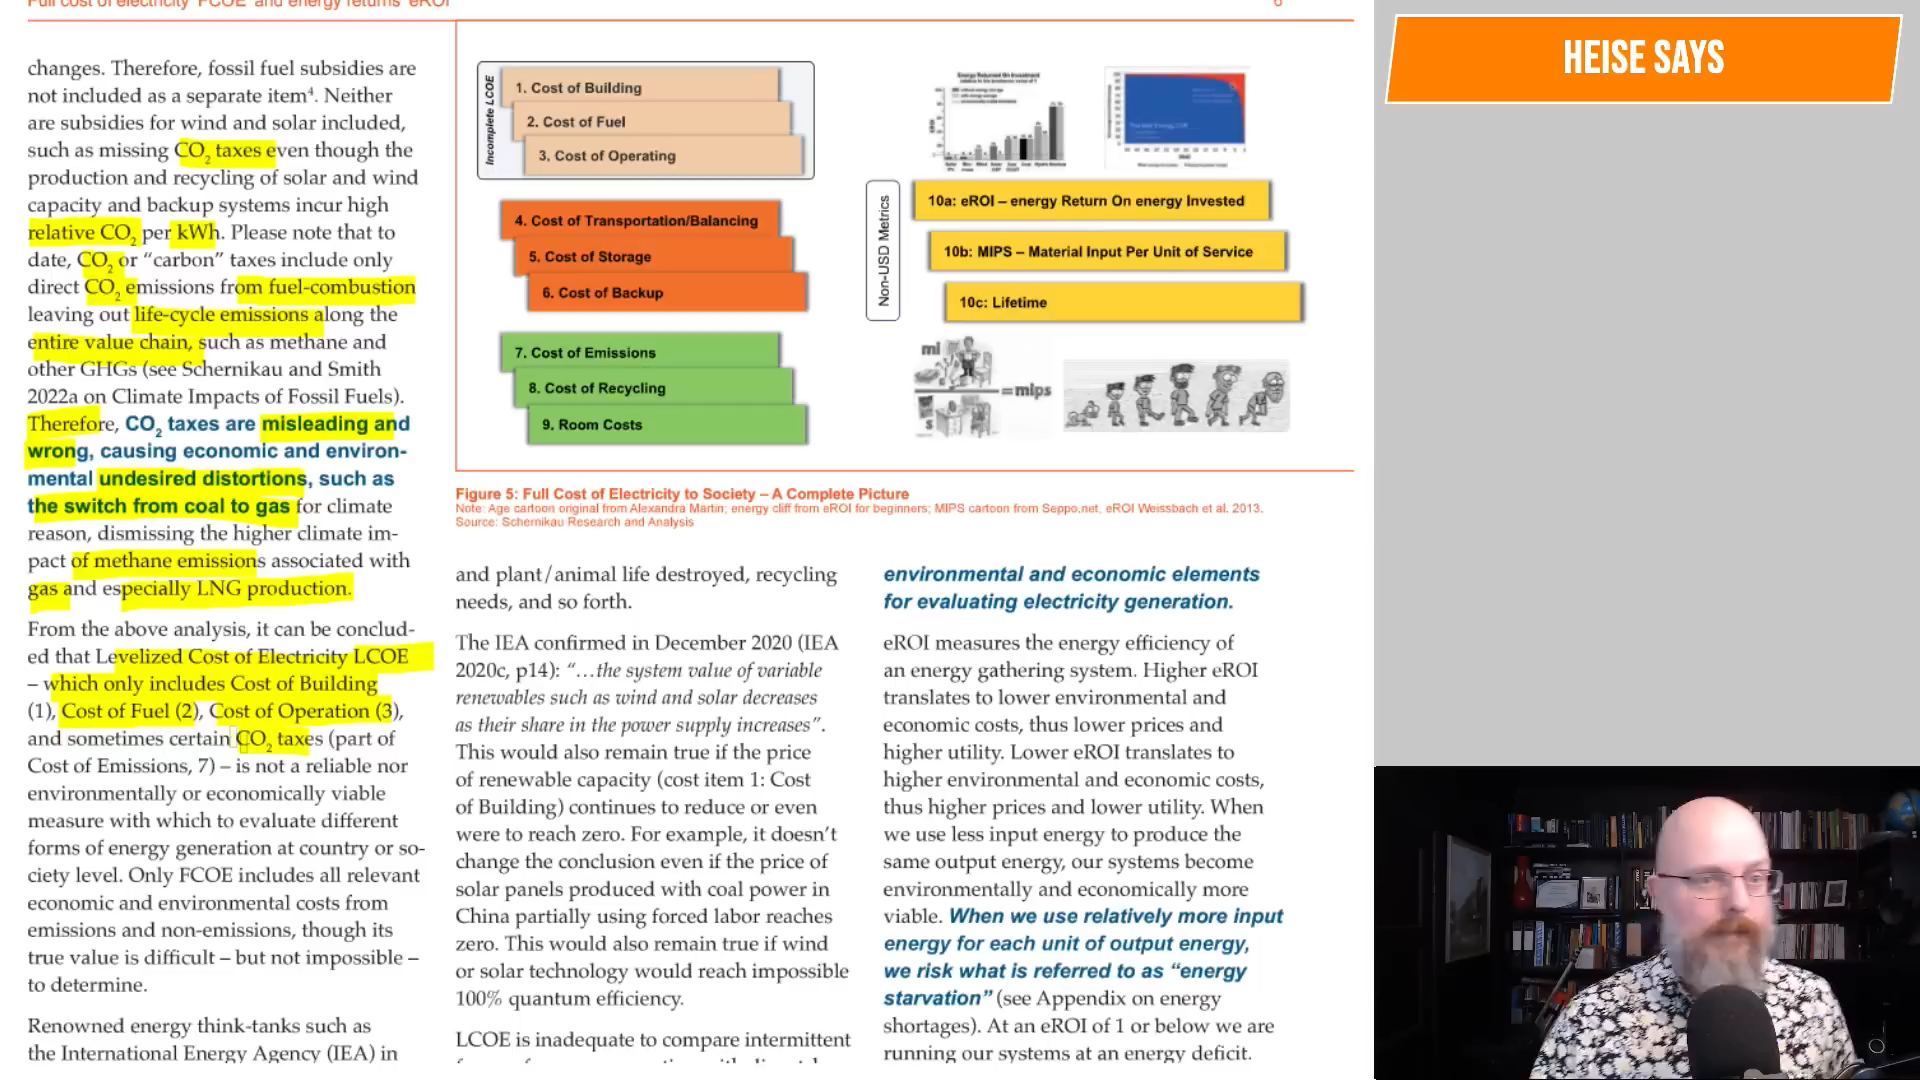 Full cost of electricity 'FCOE' and energy returns 'eROI' 6
HEISE SAYS
changes. Therefore, fossil fuel subsidies are
not included as a separate item⁴. Neither
are subsidies for wind and solar included,
such as missing CO₂ taxes even though the
production and recycling of solar and wind
capacity and backup systems incur high
relative CO₂ per kWh. Please note that to
date, CO₂ or “carbon” taxes include only
direct CO₂ emissions from fuel-combustion
leaving out life-cycle emissions along the
entire value chain, such as methane and
other GHGs (see Schernikau and Smith
2022a on Climate Impacts of Fossil Fuels).
Therefore, CO₂ taxes are misleading and
wrong, causing economic and environ-
mental undesired distortions, such as
the switch from coal to gas for climate
reason, dismissing the higher climate im-
pact of methane emissions associated with
gas and especially LNG production.
From the above analysis, it can be conclud-
ed that Levelized Cost of Electricity LCOE
– which only includes Cost of Building
(1), Cost of Fuel (2), Cost of Operation (3),
and sometimes certain CO₂ taxes (part of
Cost of Emissions, 7) – is not a reliable nor
environmentally or economically viable
measure with which to evaluate different
forms of energy generation at country or so-
ciety level. Only FCOE includes all relevant
economic and environmental costs from
emissions and non-emissions, though its
true value is difficult – but not impossible –
to determine.
Renowned energy think-tanks such as
the International Energy Agency (IEA) in
Incomplete LCOE
1. Cost of Building
2. Cost of Fuel
3. Cost of Operating
4. Cost of Transportation/Balancing
5. Cost of Storage
6. Cost of Backup
7. Cost of Emissions
8. Cost of Recycling
9. Room Costs
Energy Returned On Investment
Non-USD Metrics
10a: eROI – energy Return On energy Invested
10b: MIPS – Material Input Per Unit of Service
10c: Lifetime
mi
s
=mips
Figure 5: Full Cost of Electricity to Society – A Complete Picture
Note: Age cartoon original from Alexandra Martin; energy cliff from eROI for beginners; MIPS cartoon from Seppo.net, eROI Weissbach et al. 2013.
Source: Schernikau Research and Analysis
and plant/animal life destroyed, recycling
needs, and so forth.
The IEA confirmed in December 2020 (IEA
2020c, p14): “…the system value of variable
renewables such as wind and solar decreases
as their share in the power supply increases”.
This would also remain true if the price
of renewable capacity (cost item 1: Cost
of Building) continues to reduce or even
were to reach zero. For example, it doesn’t
change the conclusion even if the price of
solar panels produced with coal power in
China partially using forced labor reaches
zero. This would also remain true if wind
or solar technology would reach impossible
100% quantum efficiency.
LCOE is inadequate to compare intermittent
environmental and economic elements
for evaluating electricity generation.
eROI measures the energy efficiency of
an energy gathering system. Higher eROI
translates to lower environmental and
economic costs, thus lower prices and
higher utility. Lower eROI translates to
higher environmental and economic costs,
thus higher prices and lower utility. When
we use less input energy to produce the
same output energy, our systems become
environmentally and economically more
viable. When we use relatively more input
energy for each unit of output energy,
we risk what is referred to as “energy
starvation” (see Appendix on energy
shortages). At an eROI of 1 or below we are
running our systems at an energy deficit.